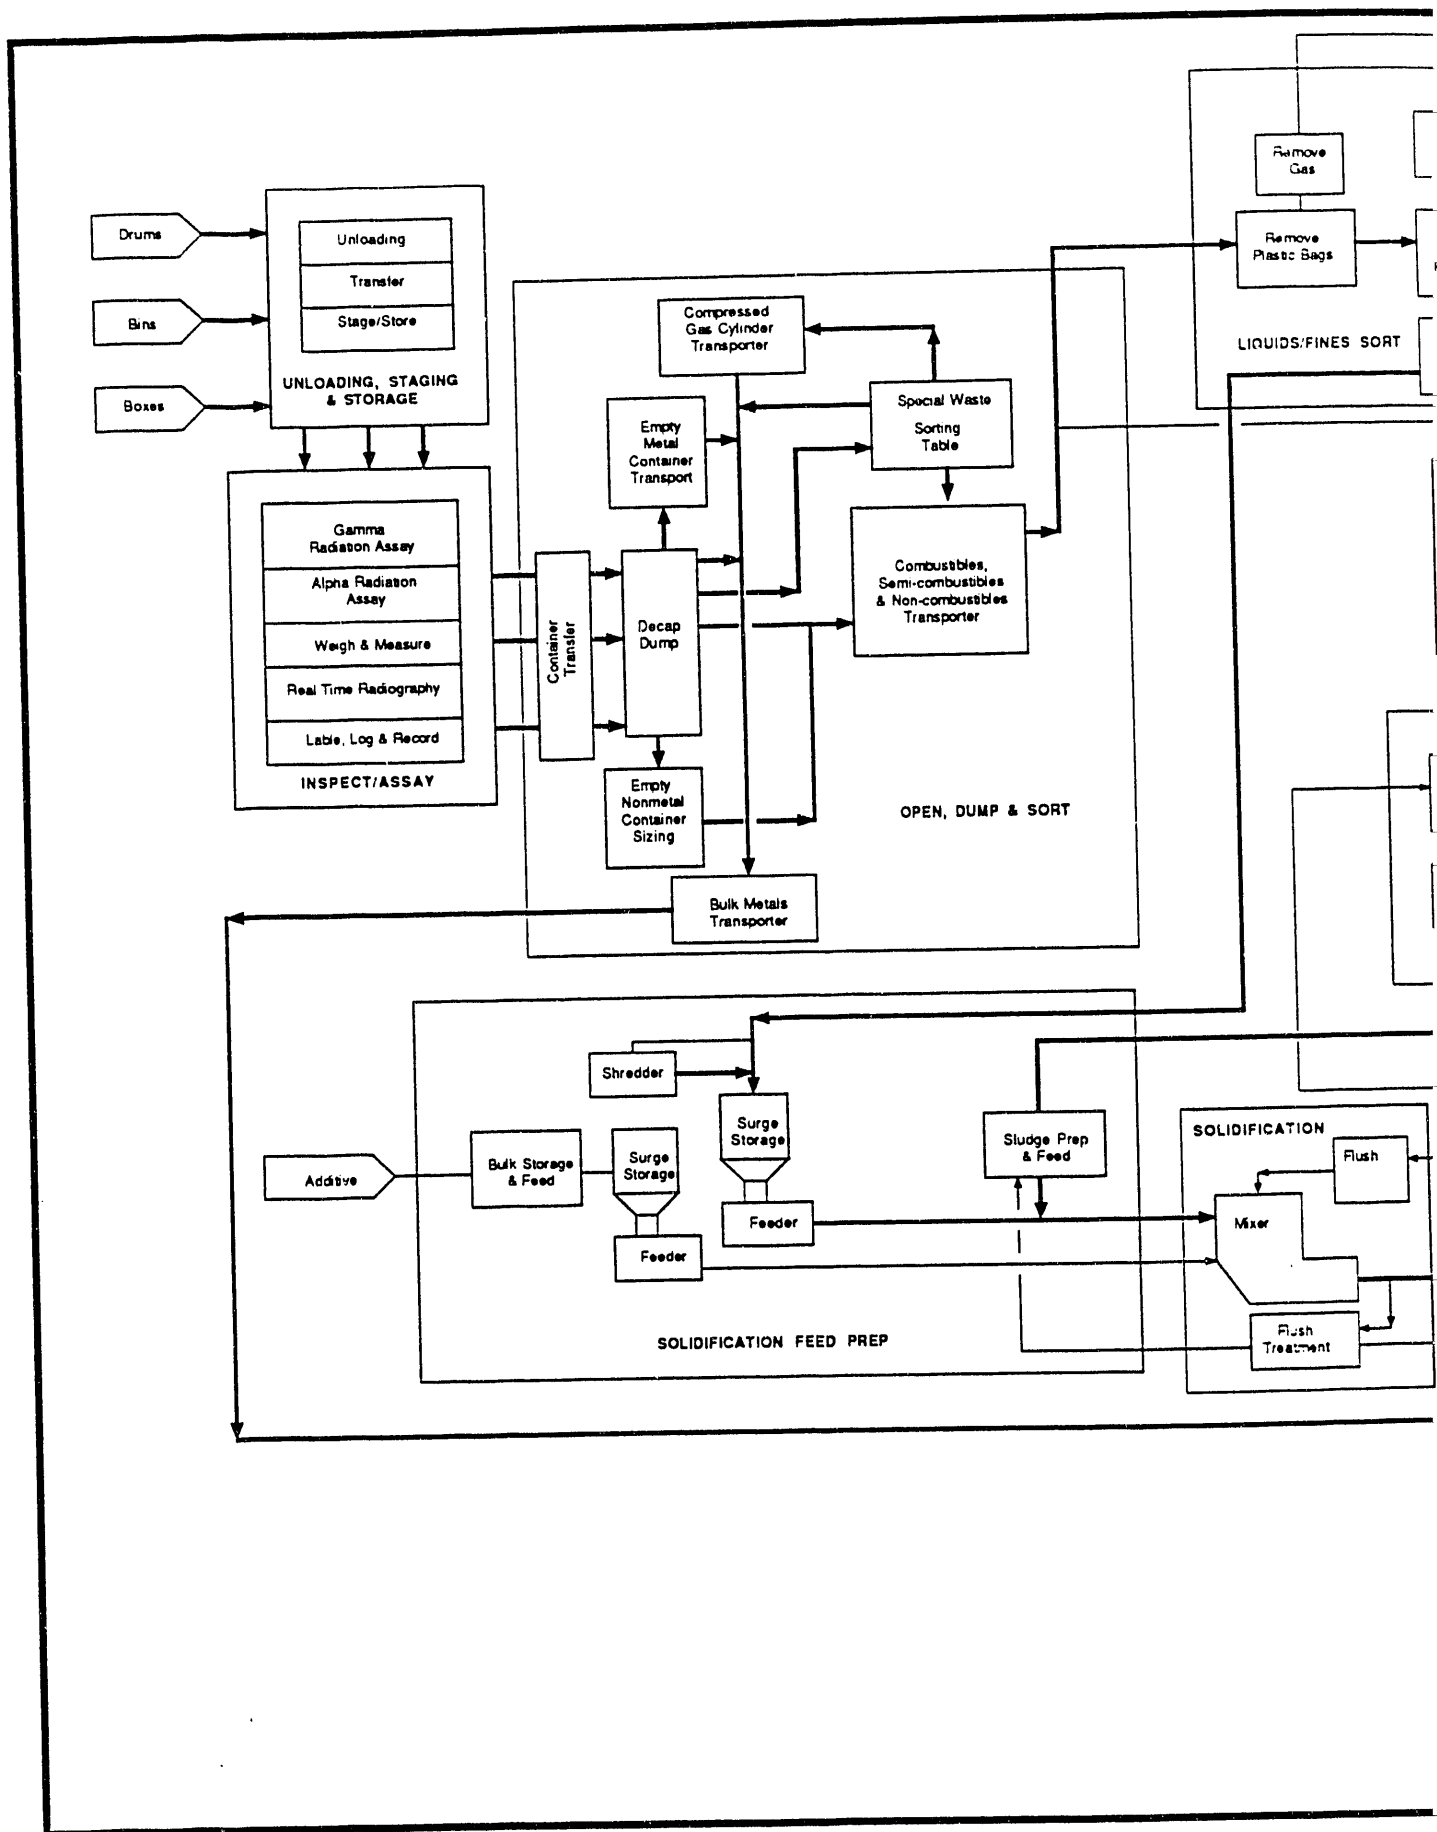 Remove
Gas
Drums
Unloading
Transfer
Stage/Store
UNLOADING, STAGING
& STORAGE
Bins
Boxes
Remove
Plastic Bags
LIQUIDS/FINES SORT
Compressed
Gas Cylinder
Transporter
Empty
Metal
Container
Transport
Special Waste
Sorting
Table
Gamma
Radiation Assay
Alpha Radiation
Assay
Weigh & Measure
Real Time Radiography
Lable, Log & Record
INSPECT/ASSAY
Container
Transfer
Decap
Dump
Combustibles,
Semi-combustibles
& Non-combustibles
Transporter
Empty
Nonmetal
Container
Sizing
OPEN, DUMP & SORT
Bulk Metals
Transporter
Shredder
Surge
Storage
Additive
Bulk Storage
& Feed
Surge
Storage
Feeder
Feeder
Sludge Prep
& Feed
SOLIDIFICATION FEED PREP
SOLIDIFICATION
Flush
Mixer
Flush
Treatment